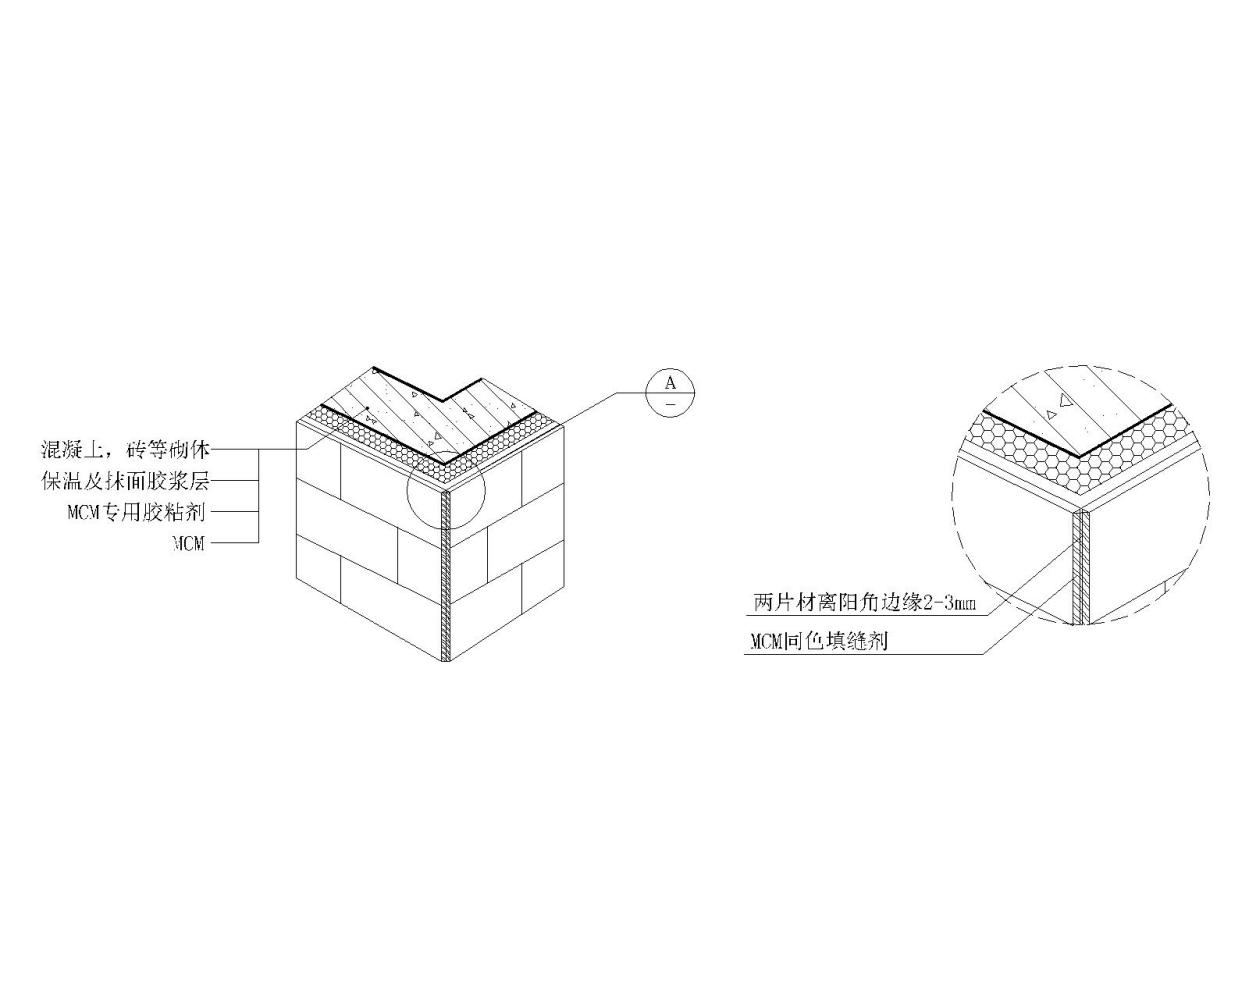 混凝土，砖等砌体
保温及抹面胶浆层
MCM专用胶粘剂
MCM
A
—
两片材离阳角边缘2-3mm
MCM同色填缝剂